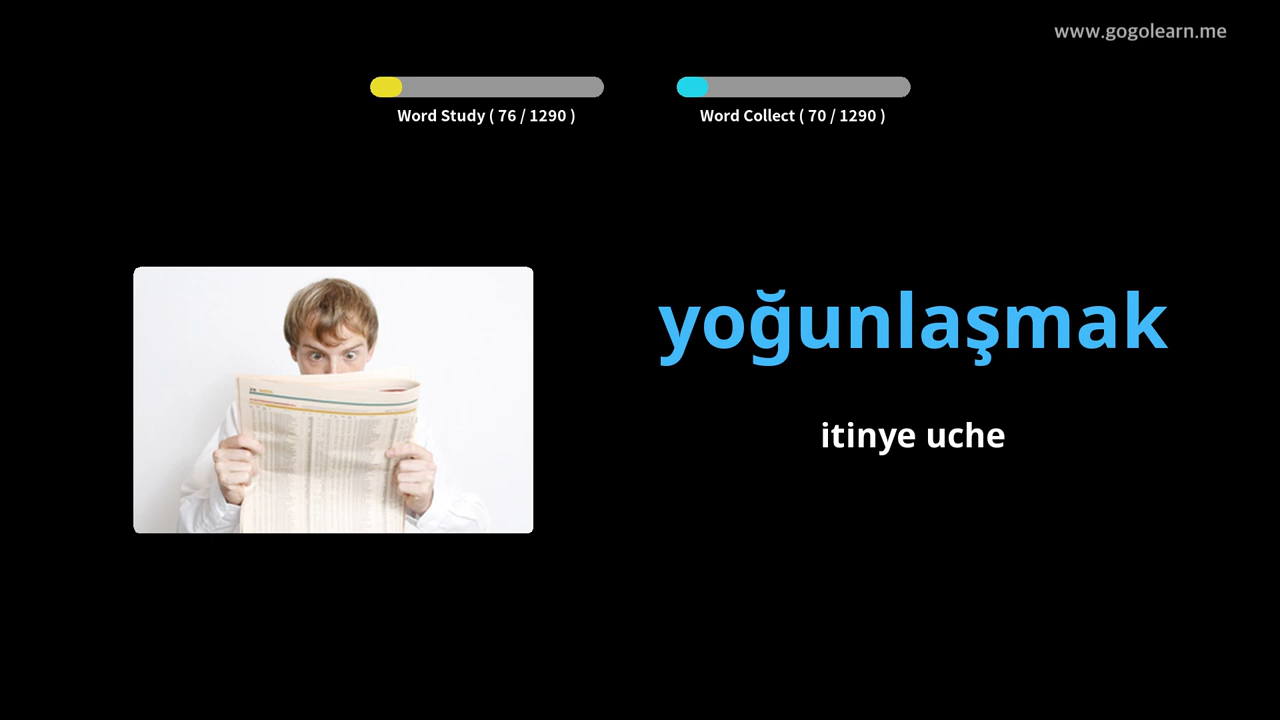 www.gogolearn.me
Word Study ( 76 / 1290 )
Word Collect ( 70 / 1290 )
yoğunlaşmak
itinye uche